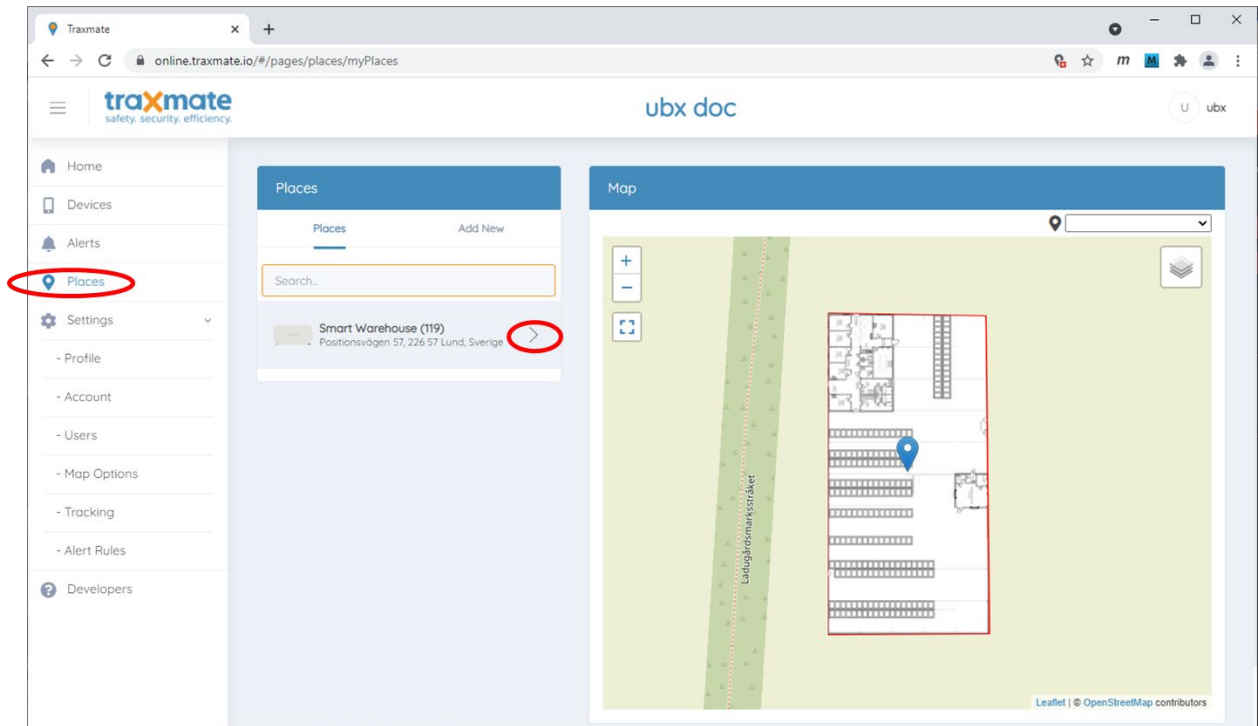 Traxmate
online.traxmate.io/#/pages/places/myPlaces
m
M
traxmate
safety. security. efficiency.
ubx doc
U ubx
Home
Devices
Alerts
Places
Settings
- Profile
- Account
- Users
- Map Options
- Tracking
- Alert Rules
Developers
Places
Places Add New
Search...
Smart Warehouse (119)
Positionsvägen 57, 226 57 Lund, Sverige
Map
+
−
Ladugårdsmarksstråket
Leaflet | © OpenStreetMap contributors